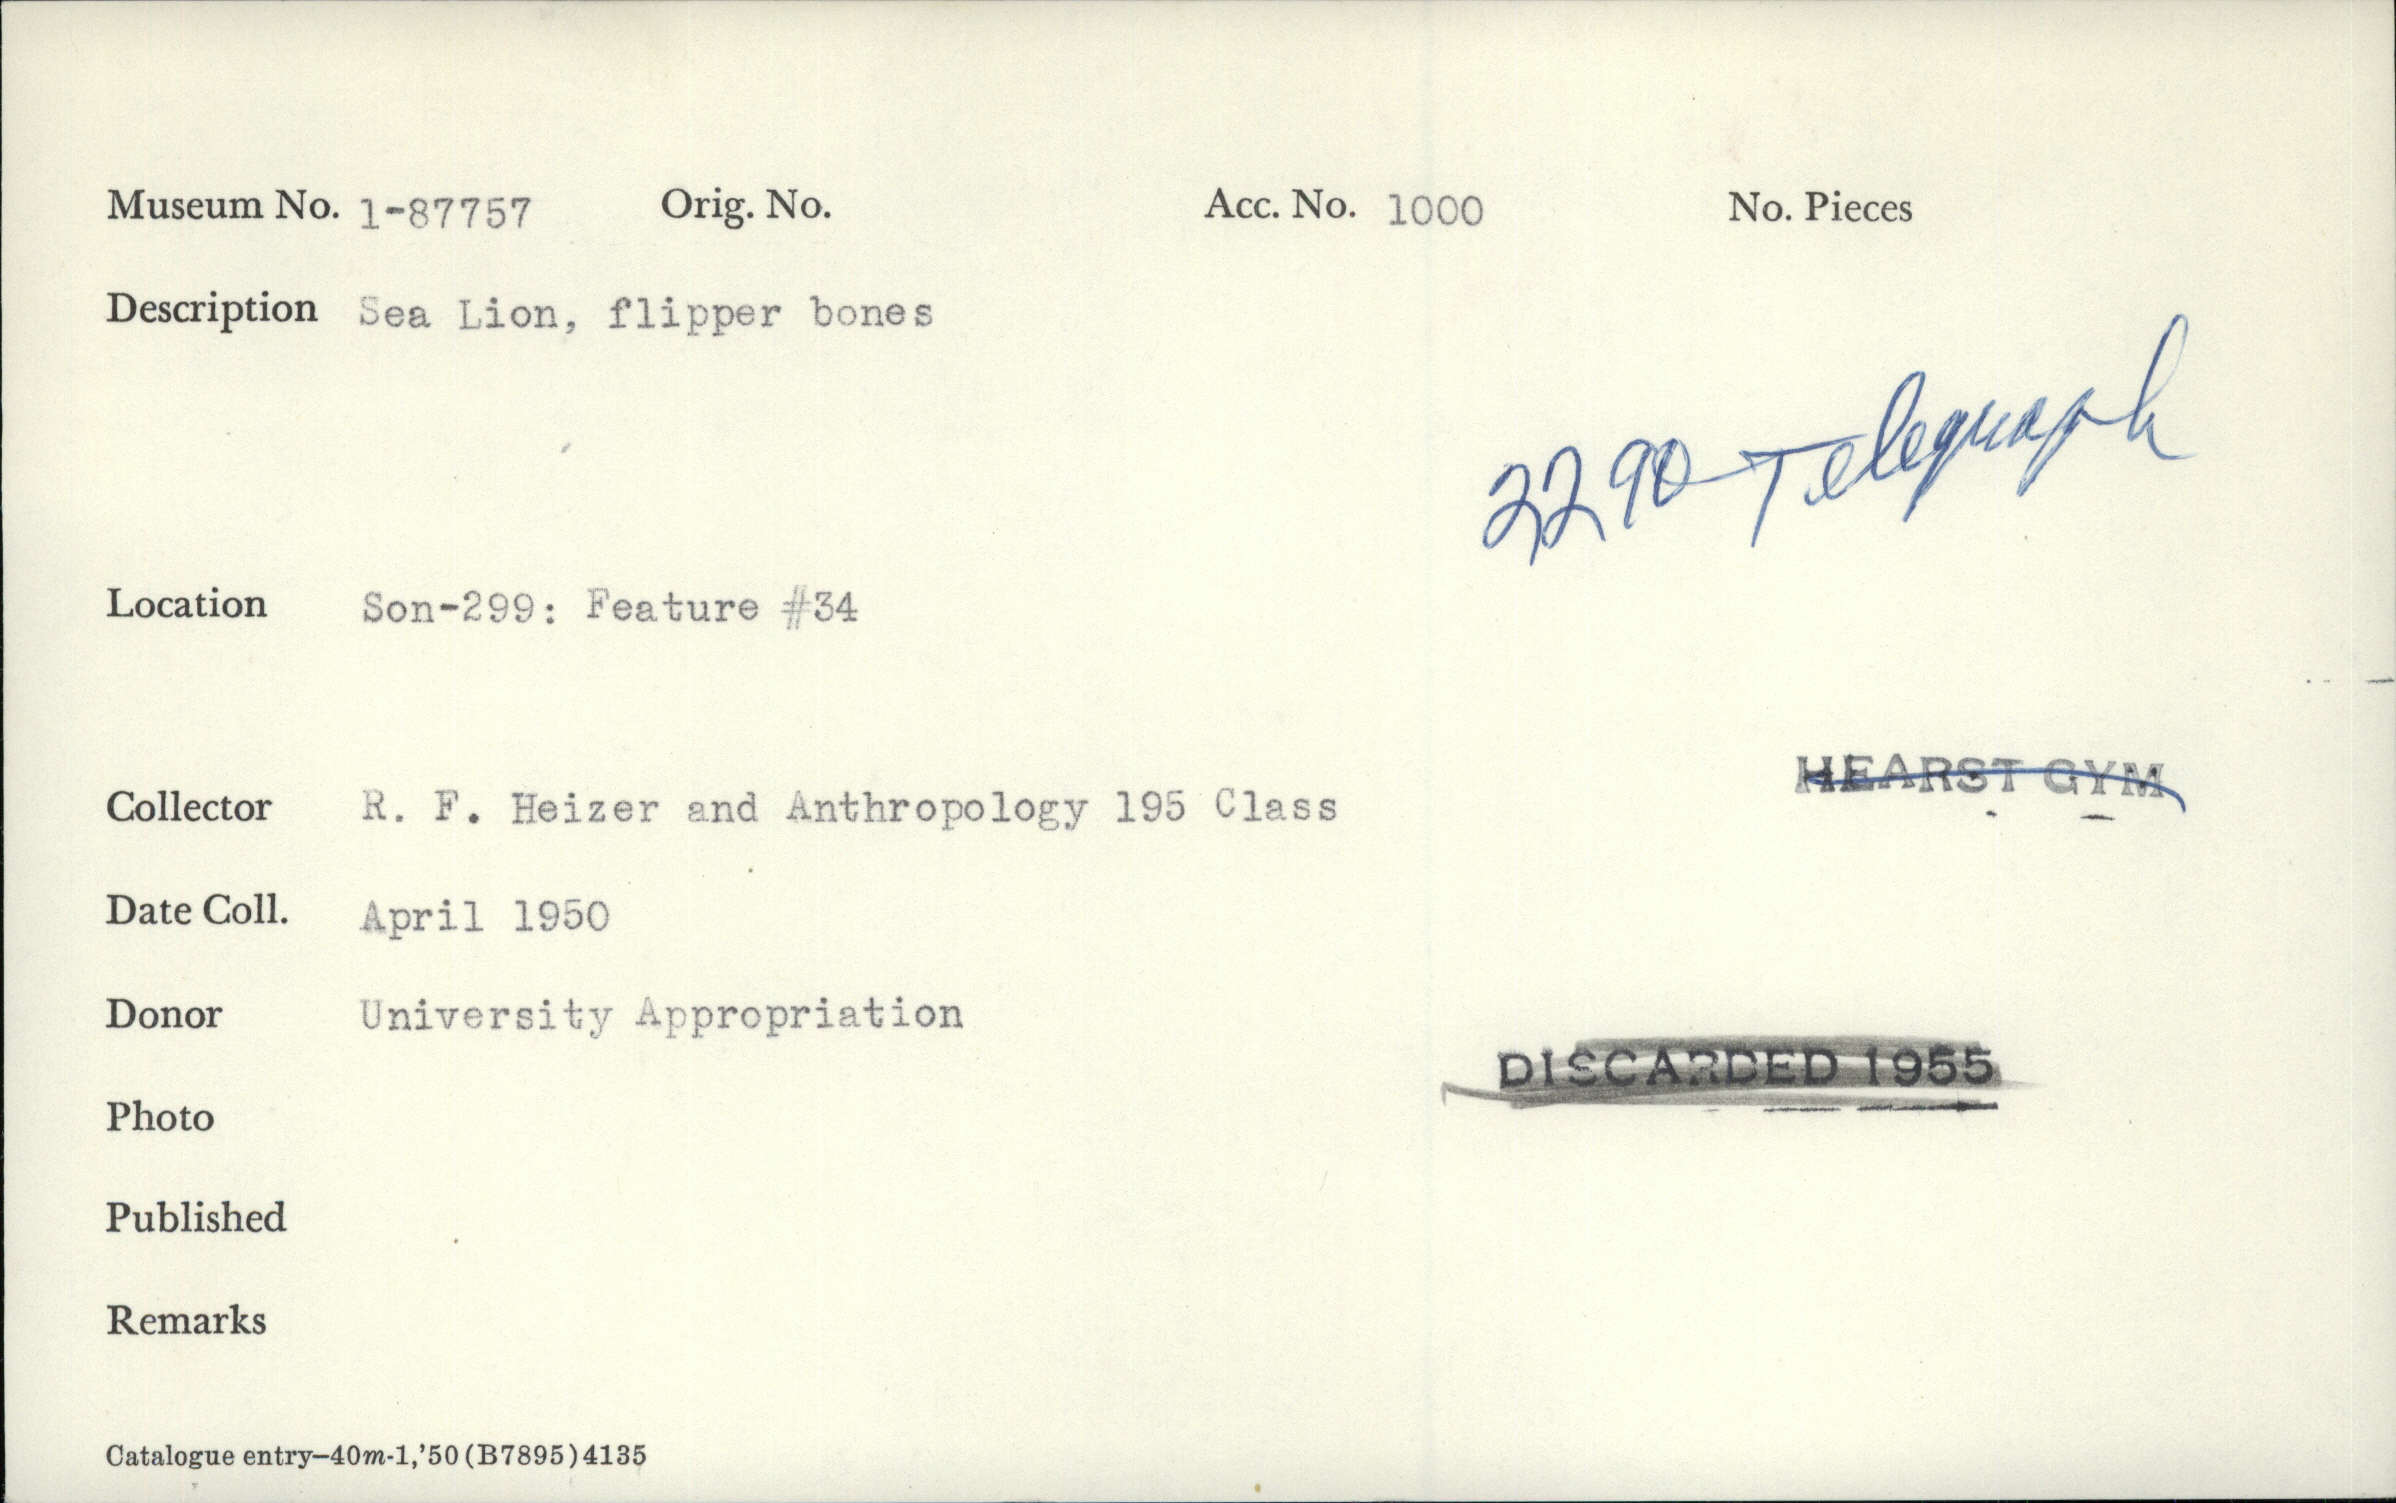 Museum No. 1-87757 Orig. No. Acc. No. 1000 No. Pieces
Description Sea Lion, flipper bones
2290 Telegraph
Location Son-299: Feature #34
HEARST GYM
Collector R. F. Heizer and Anthropology 195 Class
Date Coll. April 1950
Donor University Appropriation
DISCARDED 1955
Photo
Published
Remarks
Catalogue entry—40m-1,'50(B7895)4135